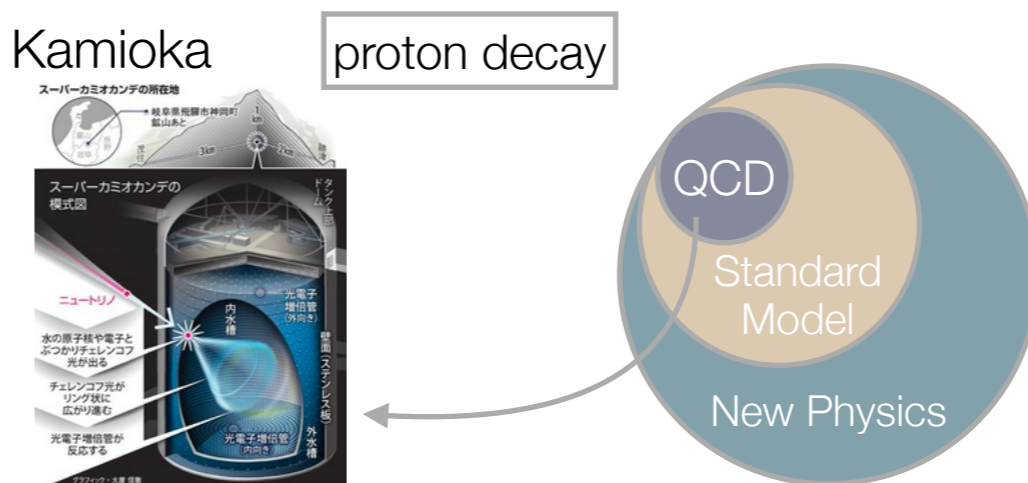 Kamioka
proton decay
スーパーカミオカンデの所在地
岐阜県飛騨市神岡町
鉱山あと
1
km
3km
2km
スーパーカミオカンデの
模式図
タンク上部
ドーム
ニュートリノ
水の原子核や電子と
ぶつかりチェレンコフ
光が出る
チェレンコフ光が
リング状に
広がり進む
光電子増倍管が
反応する
内水槽
光電子
増倍管
(外向き)
壁面(ステンレス板)
外水槽
光電子増倍管
(内向き)
QCD
Standard
Model
New Physics